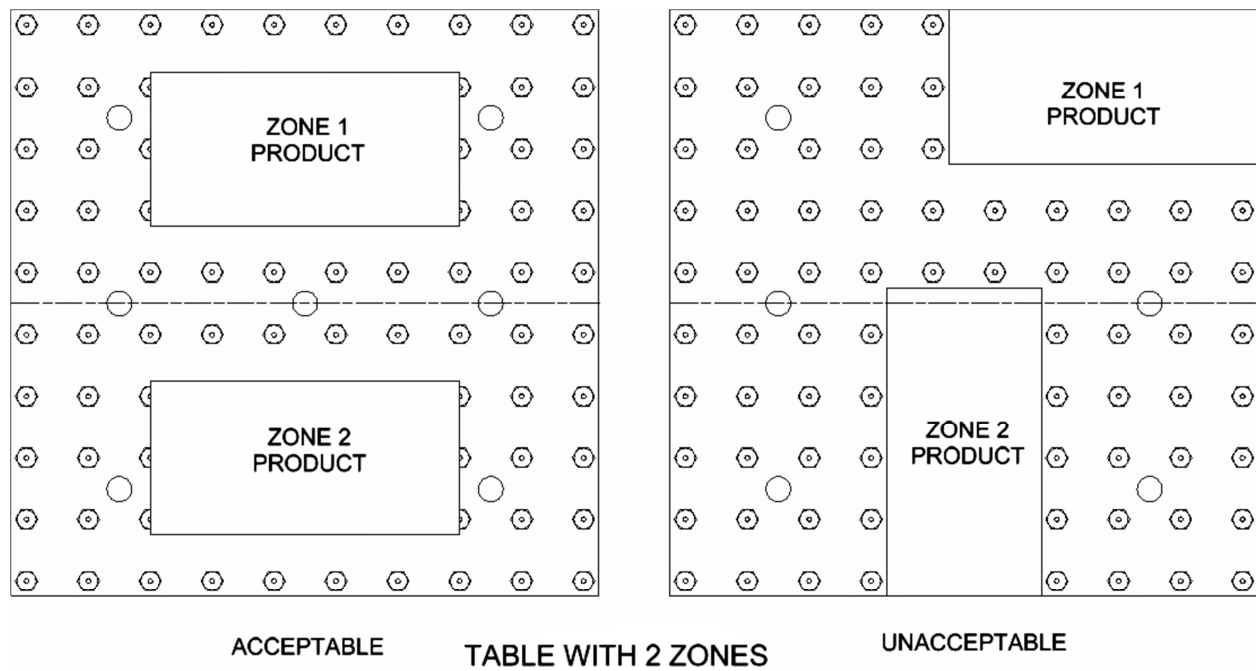 ZONE 1
PRODUCT
ZONE 2
PRODUCT
ACCEPTABLE
ZONE 1
PRODUCT
ZONE 2
PRODUCT
UNACCEPTABLE
TABLE WITH 2 ZONES